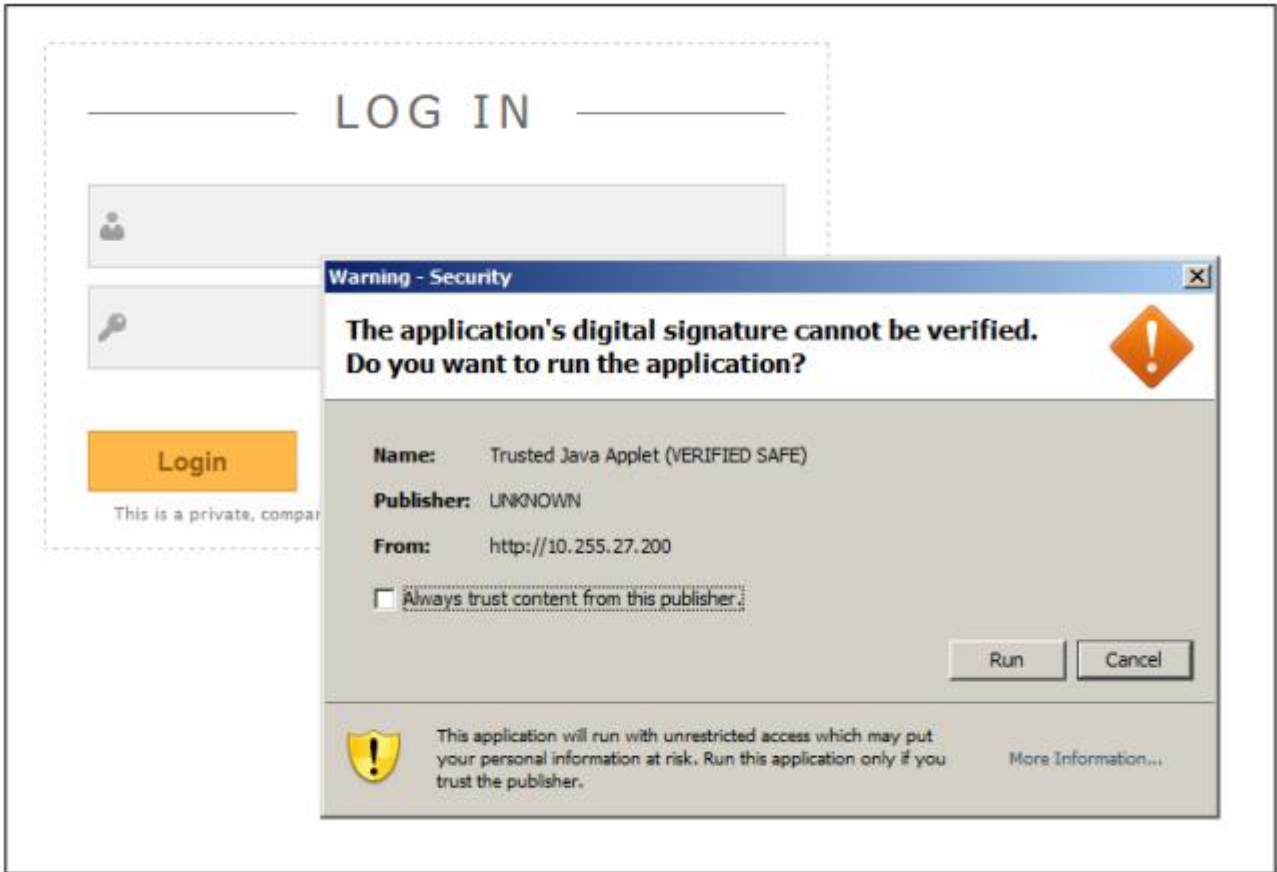 LOG IN
Login
This is a private,
Warning - Security
The application's digital signature cannot be verified.
Do you want to run the application?
Name: Trusted Java Applet (VERIFIED SAFE)
Publisher: UNKNOWN
From: http://10.255.27.200
Always trust content from this publisher.
Run Cancel
This application will run with unrestricted access which may put
your personal information at risk. Run this application only if you
trust the publisher.
More Information...